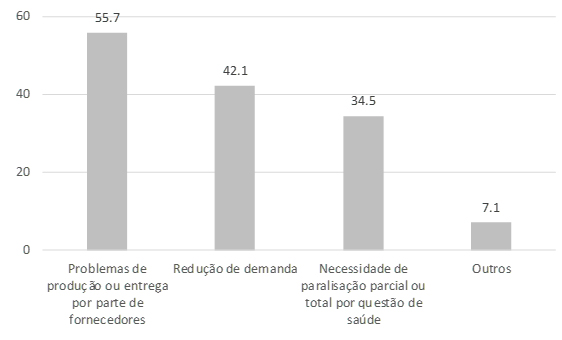 60
55.7
42.1
40
34.5
20
7.1
0
Problemas de
produção ou entrega
por parte de
fornecedores
Redução de demanda
Necessidade de
paralisação parcial ou
total por questão de
saúde
Outros